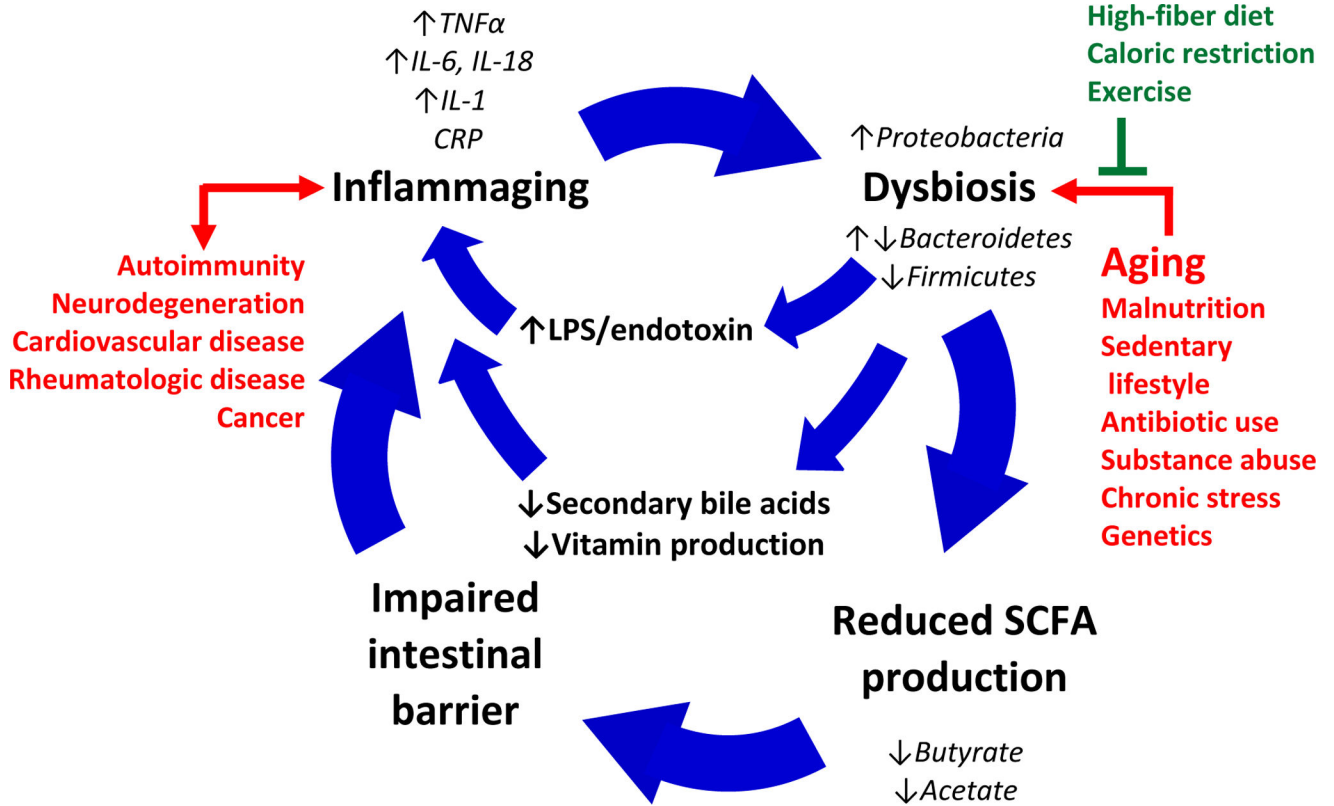 ↑TNFα
↑IL-6, IL-18
↑IL-1
CRP
Inflammaging
High-fiber diet
Caloric restriction
Exercise
↑Proteobacteria
Dysbiosis
↑↓Bacteroidetes
↓Firmicutes
Autoimmunity
Neurodegeneration
Cardiovascular disease
Rheumatologic disease
Cancer
Aging
Malnutrition
Sedentary
lifestyle
Antibiotic use
Substance abuse
Chronic stress
Genetics
↑LPS/endotoxin
↓Secondary bile acids
↓Vitamin production
Impaired
intestinal
barrier
Reduced SCFA
production
↓Butyrate
↓Acetate